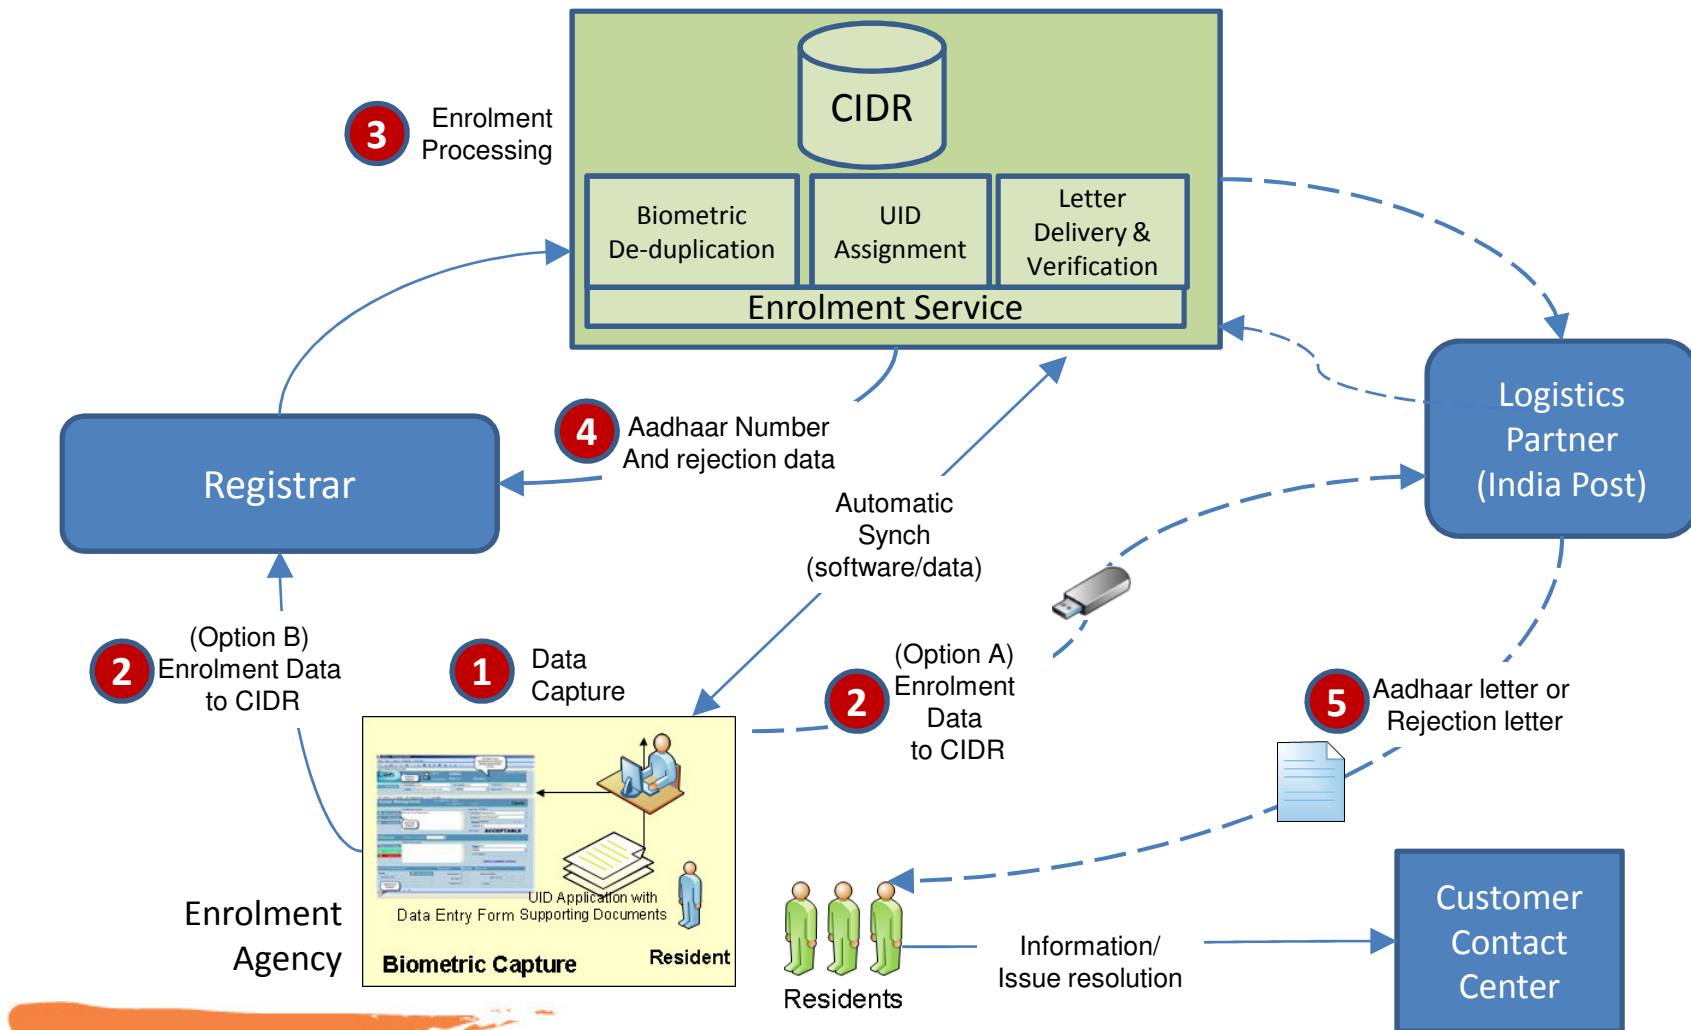 CIDR
3
Enrolment
Processing
Biometric
De-duplication
UID
Assignment
Letter
Delivery &
Verification
Enrolment Service
Logistics
Partner
(India Post)
4
Aadhaar Number
And rejection data
Registrar
Automatic
Synch
(software/data)
2
(Option B)
Enrolment Data
to CIDR
1
Data
Capture
2
(Option A)
Enrolment
Data
to CIDR
5
Aadhaar letter or
Rejection letter
ACCEPTABLE
UID Application with
Data Entry Form
Supporting Documents
Resident
Biometric Capture
Enrolment
Agency
Residents
Information/
Issue resolution
Customer
Contact
Center